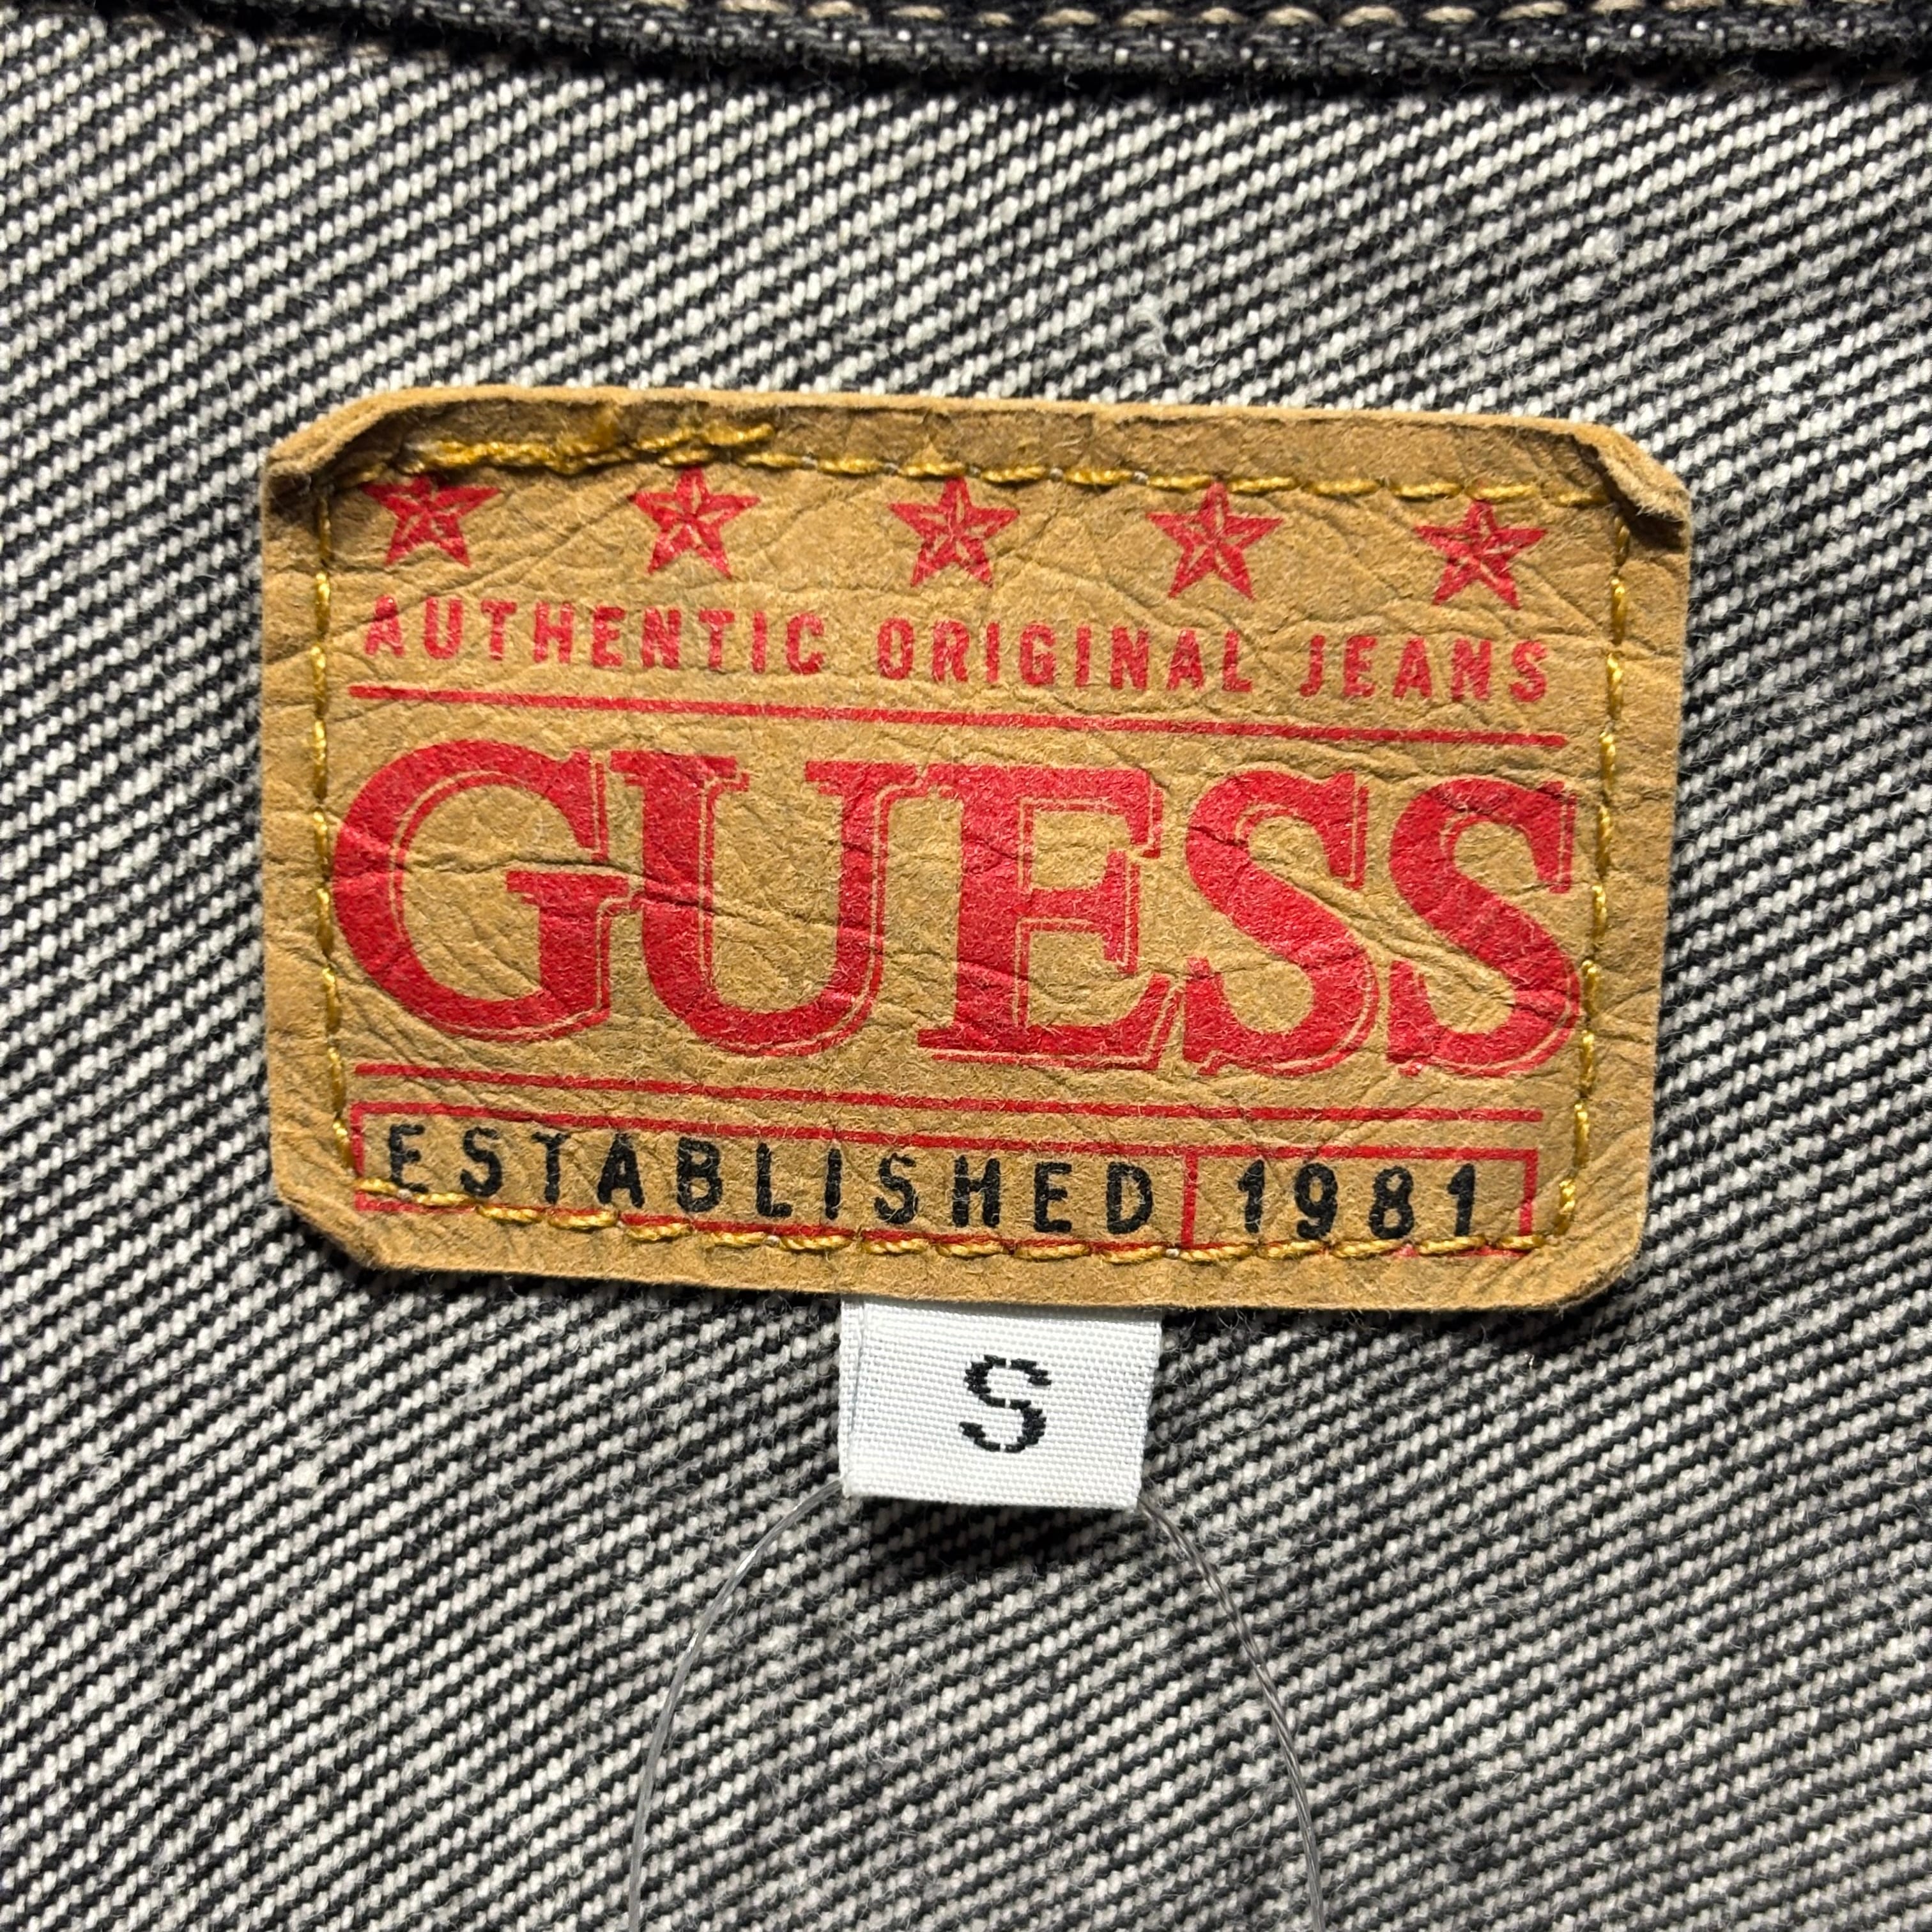 AUTHENTIC ORIGINAL JEANS
GUESS
ESTABLISHED 1981
S